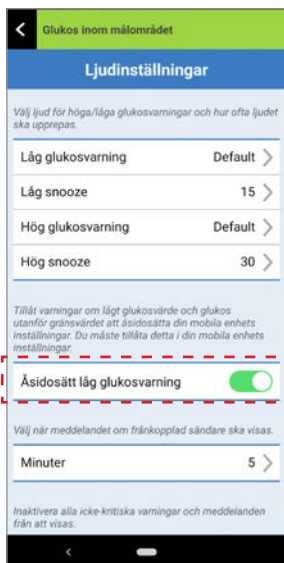 Glukos inom målområdet
Ljudinställningar
Välj ljud för höga/låga glukosvarningar och hur ofta ljudet
ska upprepas.
Låg glukosvarning Default
Låg snooze 15
Hög glukosvarning Default
Hög snooze 30
Tillåt varningar om lågt glukosvärde och glukos
utanför gränsvärdet att åsidosätta din mobila enhets
inställningar. Du måste tillåta detta i din mobila enhets
inställningar.
Åsidosätt låg glukosvarning
Välj när meddelandet om frånkopplad sändare ska visas.
Minuter 5
Inaktivera alla icke-kritiska varningar och meddelanden
från att visas.